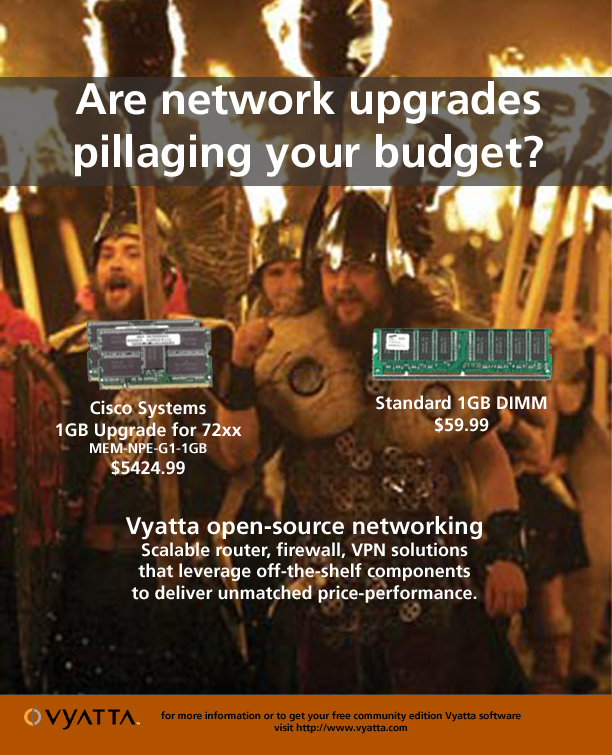 Are network upgrades
pillaging your budget?
Cisco Systems
1GB Upgrade for 72xx
MEM-NPE-G1-1GB
$5424.99
Standard 1GB DIMM
$59.99
Vyatta open-source networking
Scalable router, firewall, VPN solutions
that leverage off-the-shelf components
to deliver unmatched price-performance.
VYATTA
for more information or to get your free community edition Vyatta software
visit http://www.vyatta.com